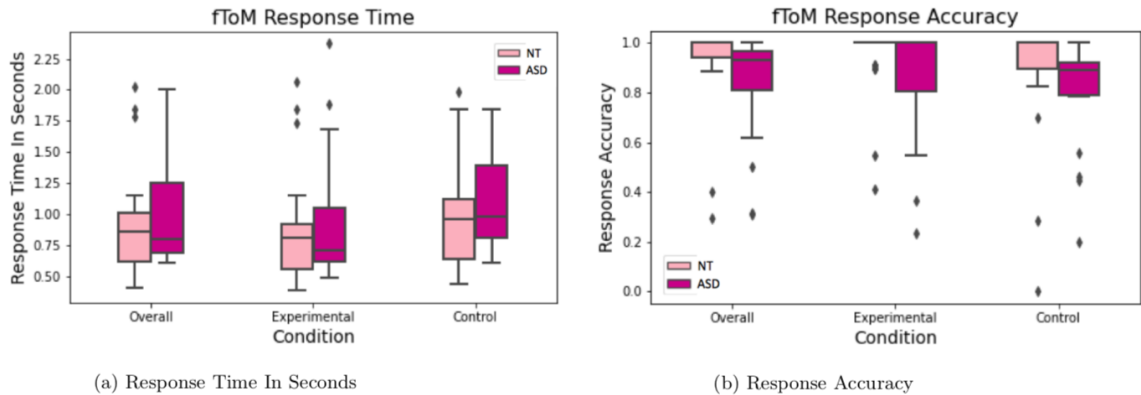 fToM Response Time
Response Time In Seconds
2.25
2.00
1.75
1.50
1.25
1.00
0.75
0.50
NT
ASD
Overall
Experimental
Control
Condition
(a) Response Time In Seconds
fToM Response Accuracy
Response Accuracy
1.0
0.8
0.6
0.4
0.2
0.0
NT
ASD
Overall
Experimental
Control
Condition
(b) Response Accuracy